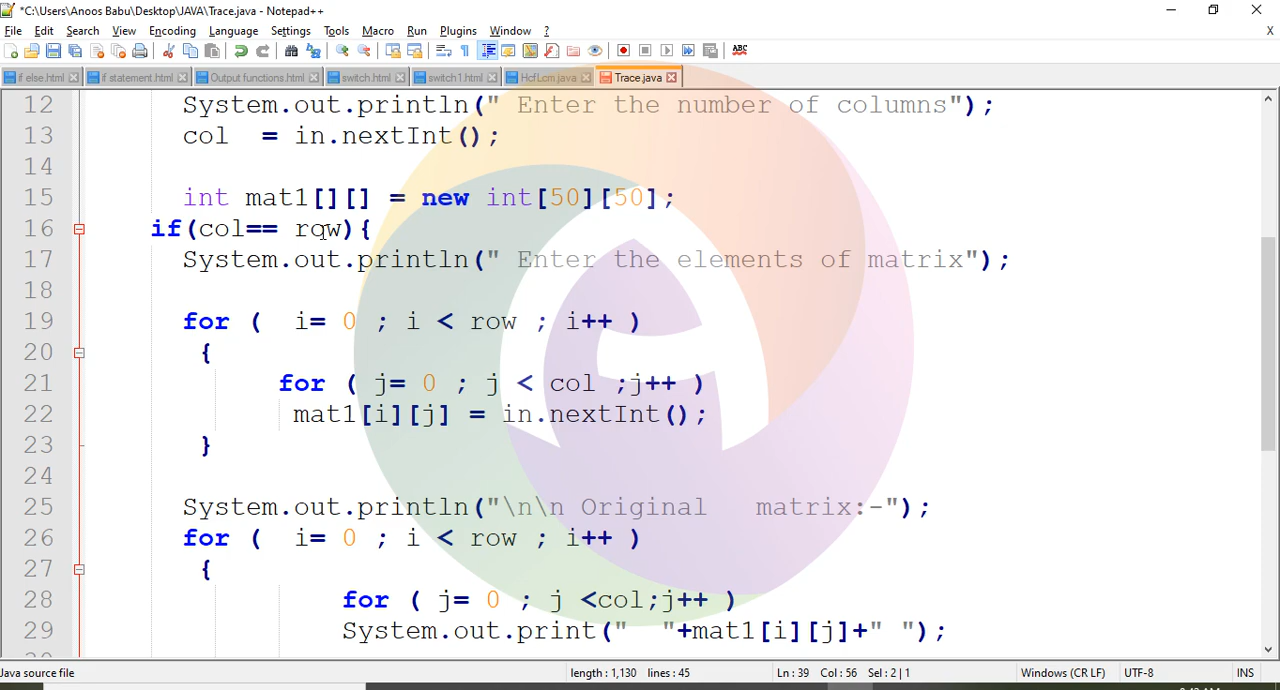 *C:\Users\Anoos Babu\Desktop\JAVA\Trace.java - Notepad++
File Edit Search View Encoding Language Settings Tools Macro Run Plugins Window ? X
if else.html if statement.html Output functions.html switch.html switch1.html HcfLcm.java Trace.java
12 System.out.println(" Enter the number of columns");
13 col  = in.nextInt();
14
15 int mat1[][] = new int[50][50];
16 if(col== row){
17 System.out.println(" Enter the elements of matrix");
18
19 for (  i= 0 ; i < row ; i++ )
20 {
21 for ( j= 0 ; j < col ;j++ )
22 mat1[i][j] = in.nextInt();
23 }
24
25 System.out.println("\n\n Original   matrix:-");
26 for (  i= 0 ; i < row ; i++ )
27 {
28 for ( j= 0 ; j <col;j++ )
29 System.out.print("  "+mat1[i][j]+" ");
Java source file length : 1,130 lines : 45 Ln : 39 Col : 56 Sel : 2 | 1 Windows (CR LF) UTF-8 INS